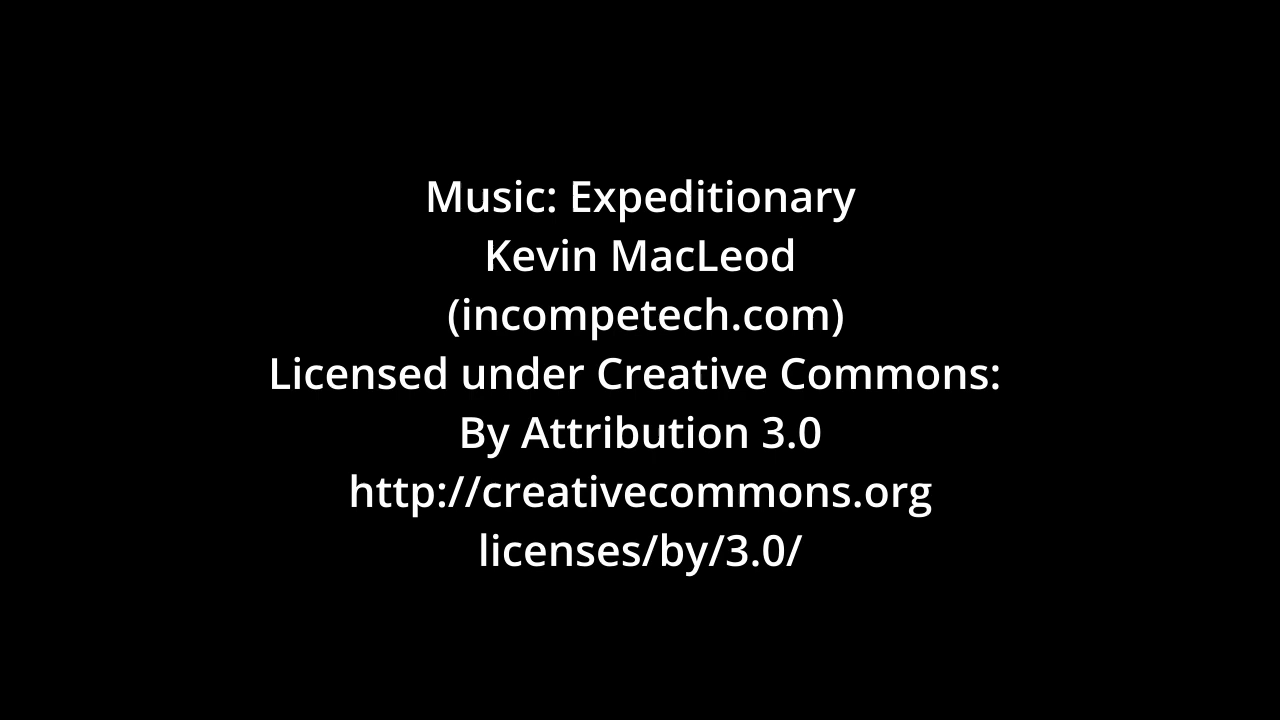 Music: Expeditionary
Kevin MacLeod
(incompetech.com)
Licensed under Creative Commons:
By Attribution 3.0
http://creativecommons.org
licenses/by/3.0/